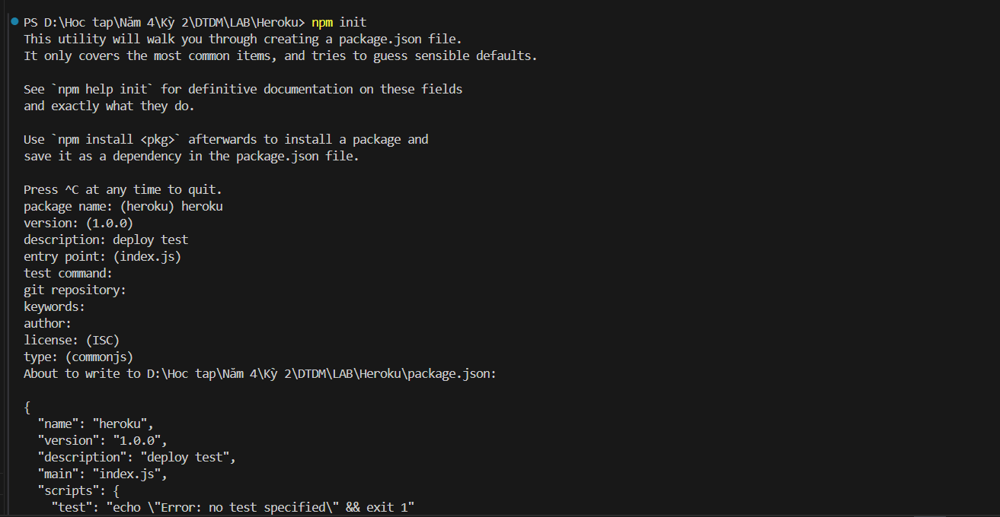 PS D:\Hoc tap\Năm 4\Kỳ 2\DTDM\LAB\Heroku> npm init
This utility will walk you through creating a package.json file.
It only covers the most common items, and tries to guess sensible defaults.
See `npm help init` for definitive documentation on these fields
and exactly what they do.
Use `npm install <pkg>` afterwards to install a package and
save it as a dependency in the package.json file.
Press ^C at any time to quit.
package name: (heroku) heroku
version: (1.0.0)
description: deploy test
entry point: (index.js)
test command:
git repository:
keywords:
author:
license: (ISC)
type: (commonjs)
About to write to D:\Hoc tap\Năm 4\Kỳ 2\DTDM\LAB\Heroku\package.json:
{
  "name": "heroku",
  "version": "1.0.0",
  "description": "deploy test",
  "main": "index.js",
  "scripts": {
    "test": "echo \"Error: no test specified\" && exit 1"